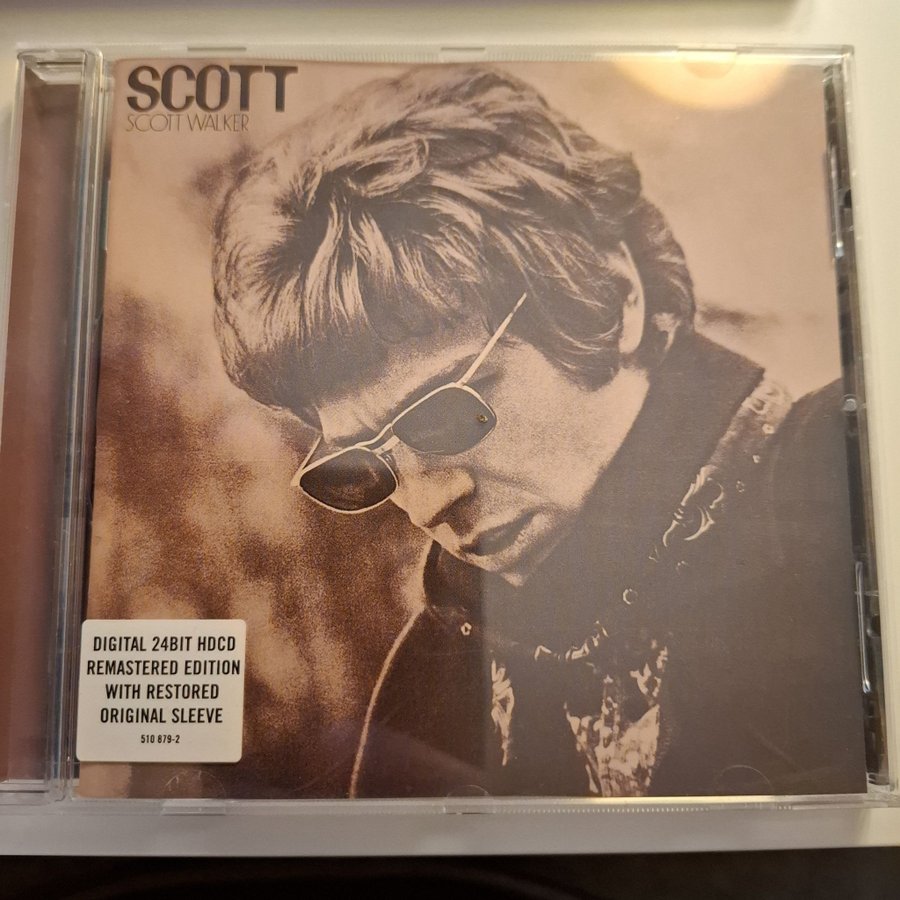 SCOTT
SCOTT WALKER
DIGITAL 24BIT HDCD
REMASTERED EDITION
WITH RESTORED
ORIGINAL SLEEVE
510 879-2